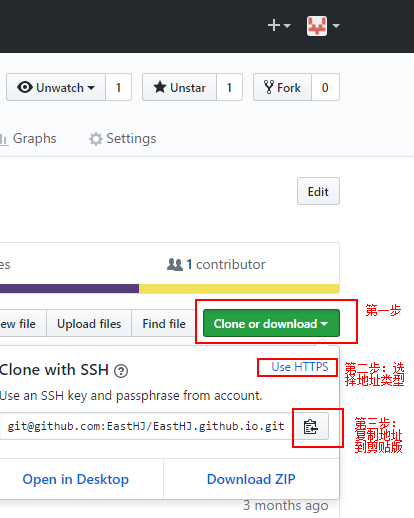 Unwatch 1 Unstar 1 Fork 0
Graphs Settings
Edit
es 1 contributor
ew file Upload files Find file Clone or download
第一步
Clone with SSH Use HTTPS
第二步：选
择地址类型
Use an SSH key and passphrase from account.
git@github.com:EastHJ/EastHJ.github.io.git
第三步：
复制地址
到剪贴版
Open in Desktop Download ZIP
3 months ago